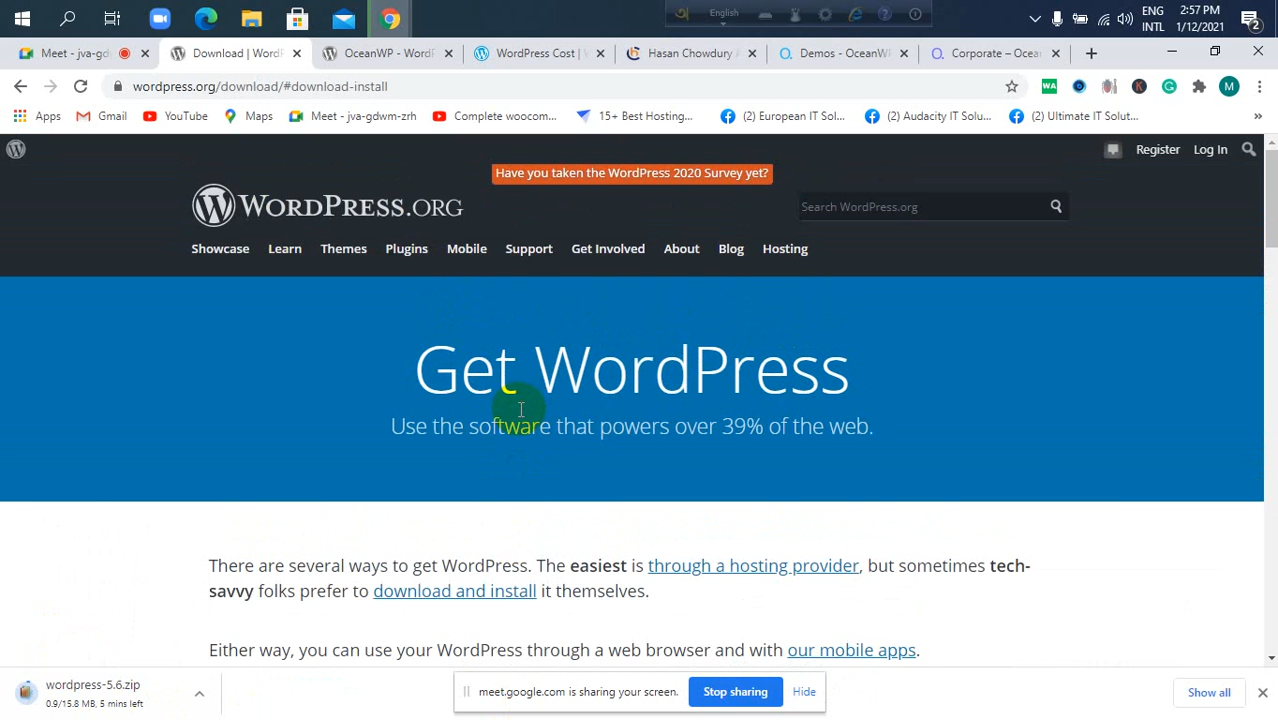 English
ENG
INTL
2:57 PM
1/12/2021
2
Meet - jva-gd
Download | WordP
OceanWP - WordF
WordPress Cost | V
Hasan Chowdury A
Demos - OceanWP
Corporate – Ocea
wordpress.org/download/#download-install
WA
K
G
M
Apps
Gmail
YouTube
Maps
Meet - jva-gdwm-zrh
Complete woocom...
15+ Best Hosting...
(2) European IT Sol...
(2) Audacity IT Solu...
(2) Ultimate IT Solut...
»
Register
Log In
Have you taken the WordPress 2020 Survey yet?
WORDPRESS.ORG
Search WordPress.org
Showcase
Learn
Themes
Plugins
Mobile
Support
Get Involved
About
Blog
Hosting
Get WordPress
Use the software that powers over 39% of the web.
There are several ways to get WordPress. The easiest is through a hosting provider, but sometimes tech-
savvy folks prefer to download and install it themselves.
Either way, you can use your WordPress through a web browser and with our mobile apps.
wordpress-5.6.zip
0.9/15.8 MB, 5 mins left
meet.google.com is sharing your screen.
Stop sharing
Hide
Show all